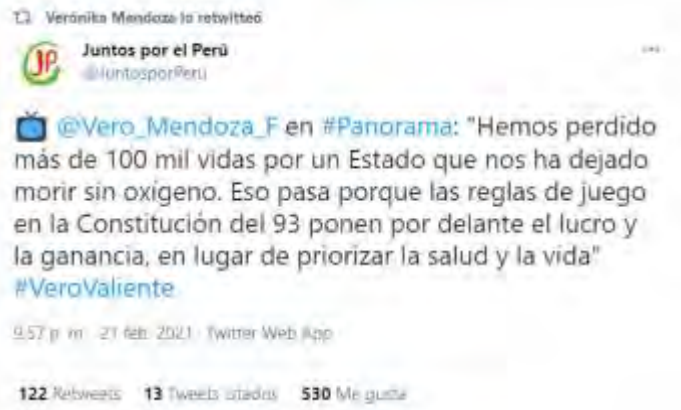 Verónika Mendoza lo retwitteó
Juntos por el Perú
@JuntosporPeru
JP
@Vero_Mendoza_F en #Panorama: "Hemos perdido
más de 100 mil vidas por un Estado que nos ha dejado
morir sin oxígeno. Eso pasa porque las reglas de juego
en la Constitución del 93 ponen por delante el lucro y
la ganancia, en lugar de priorizar la salud y la vida"
#VeroValiente
9:57 p. m. · 21 feb. 2021 · Twitter Web App
122 Retweets 13 Tweets citados 530 Me gusta